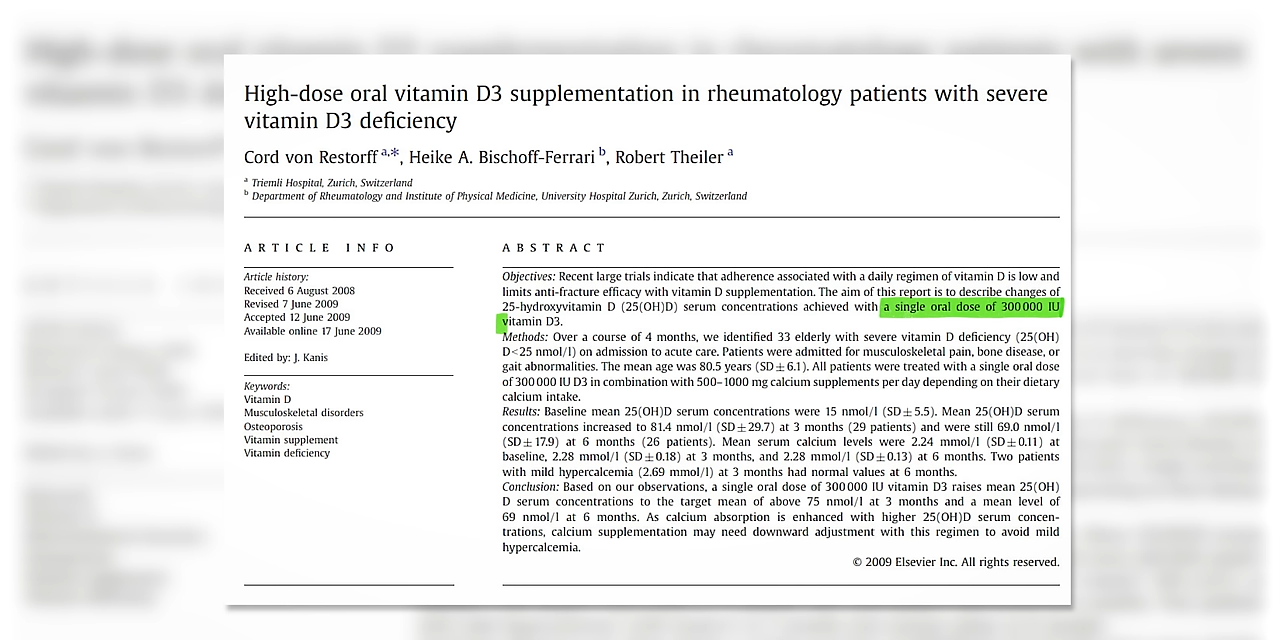 High-dose oral vitamin D3 supplementation in rheumatology patients with severe
vitamin D3 deficiency
Cord von Restorff a,*, Heike A. Bischoff-Ferrari b, Robert Theiler a
a Triemli Hospital, Zurich, Switzerland
b Department of Rheumatology and Institute of Physical Medicine, University Hospital Zurich, Zurich, Switzerland
ARTICLE INFO
Article history:
Received 6 August 2008
Revised 7 June 2009
Accepted 12 June 2009
Available online 17 June 2009
Edited by: J. Kanis
Keywords:
Vitamin D
Musculoskeletal disorders
Osteoporosis
Vitamin supplement
Vitamin deficiency
ABSTRACT
Objectives: Recent large trials indicate that adherence associated with a daily regimen of vitamin D is low and
limits anti-fracture efficacy with vitamin D supplementation. The aim of this report is to describe changes of
25-hydroxyvitamin D (25(OH)D) serum concentrations achieved with a single oral dose of 300 000 IU
vitamin D3.
Methods: Over a course of 4 months, we identified 33 elderly with severe vitamin D deficiency (25(OH)
D<25 nmol/l) on admission to acute care. Patients were admitted for musculoskeletal pain, bone disease, or
gait abnormalities. The mean age was 80.5 years (SD±6.1). All patients were treated with a single oral dose
of 300 000 IU D3 in combination with 500–1000 mg calcium supplements per day depending on their dietary
calcium intake.
Results: Baseline mean 25(OH)D serum concentrations were 15 nmol/l (SD±5.5). Mean 25(OH)D serum
concentrations increased to 81.4 nmol/l (SD±29.7) at 3 months (29 patients) and were still 69.0 nmol/l
(SD±17.9) at 6 months (26 patients). Mean serum calcium levels were 2.24 mmol/l (SD±0.11) at
baseline, 2.28 mmol/l (SD±0.18) at 3 months, and 2.28 mmol/l (SD±0.13) at 6 months. Two patients
with mild hypercalcemia (2.69 mmol/l) at 3 months had normal values at 6 months.
Conclusion: Based on our observations, a single oral dose of 300 000 IU vitamin D3 raises mean 25(OH)
D serum concentrations to the target mean of above 75 nmol/l at 3 months and a mean level of
69 nmol/l at 6 months. As calcium absorption is enhanced with higher 25(OH)D serum concen-
trations, calcium supplementation may need downward adjustment with this regimen to avoid mild
hypercalcemia.
© 2009 Elsevier Inc. All rights reserved.